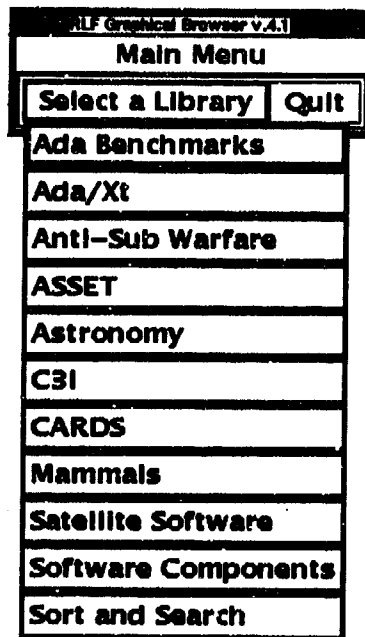 RLF Graphical Browser v.4.1
Main Menu
Select a Library Quit
Ada Benchmarks
Ada/Xt
Anti-Sub Warfare
ASSET
Astronomy
C3I
CARDS
Mammals
Satellite Software
Software Components
Sort and Search